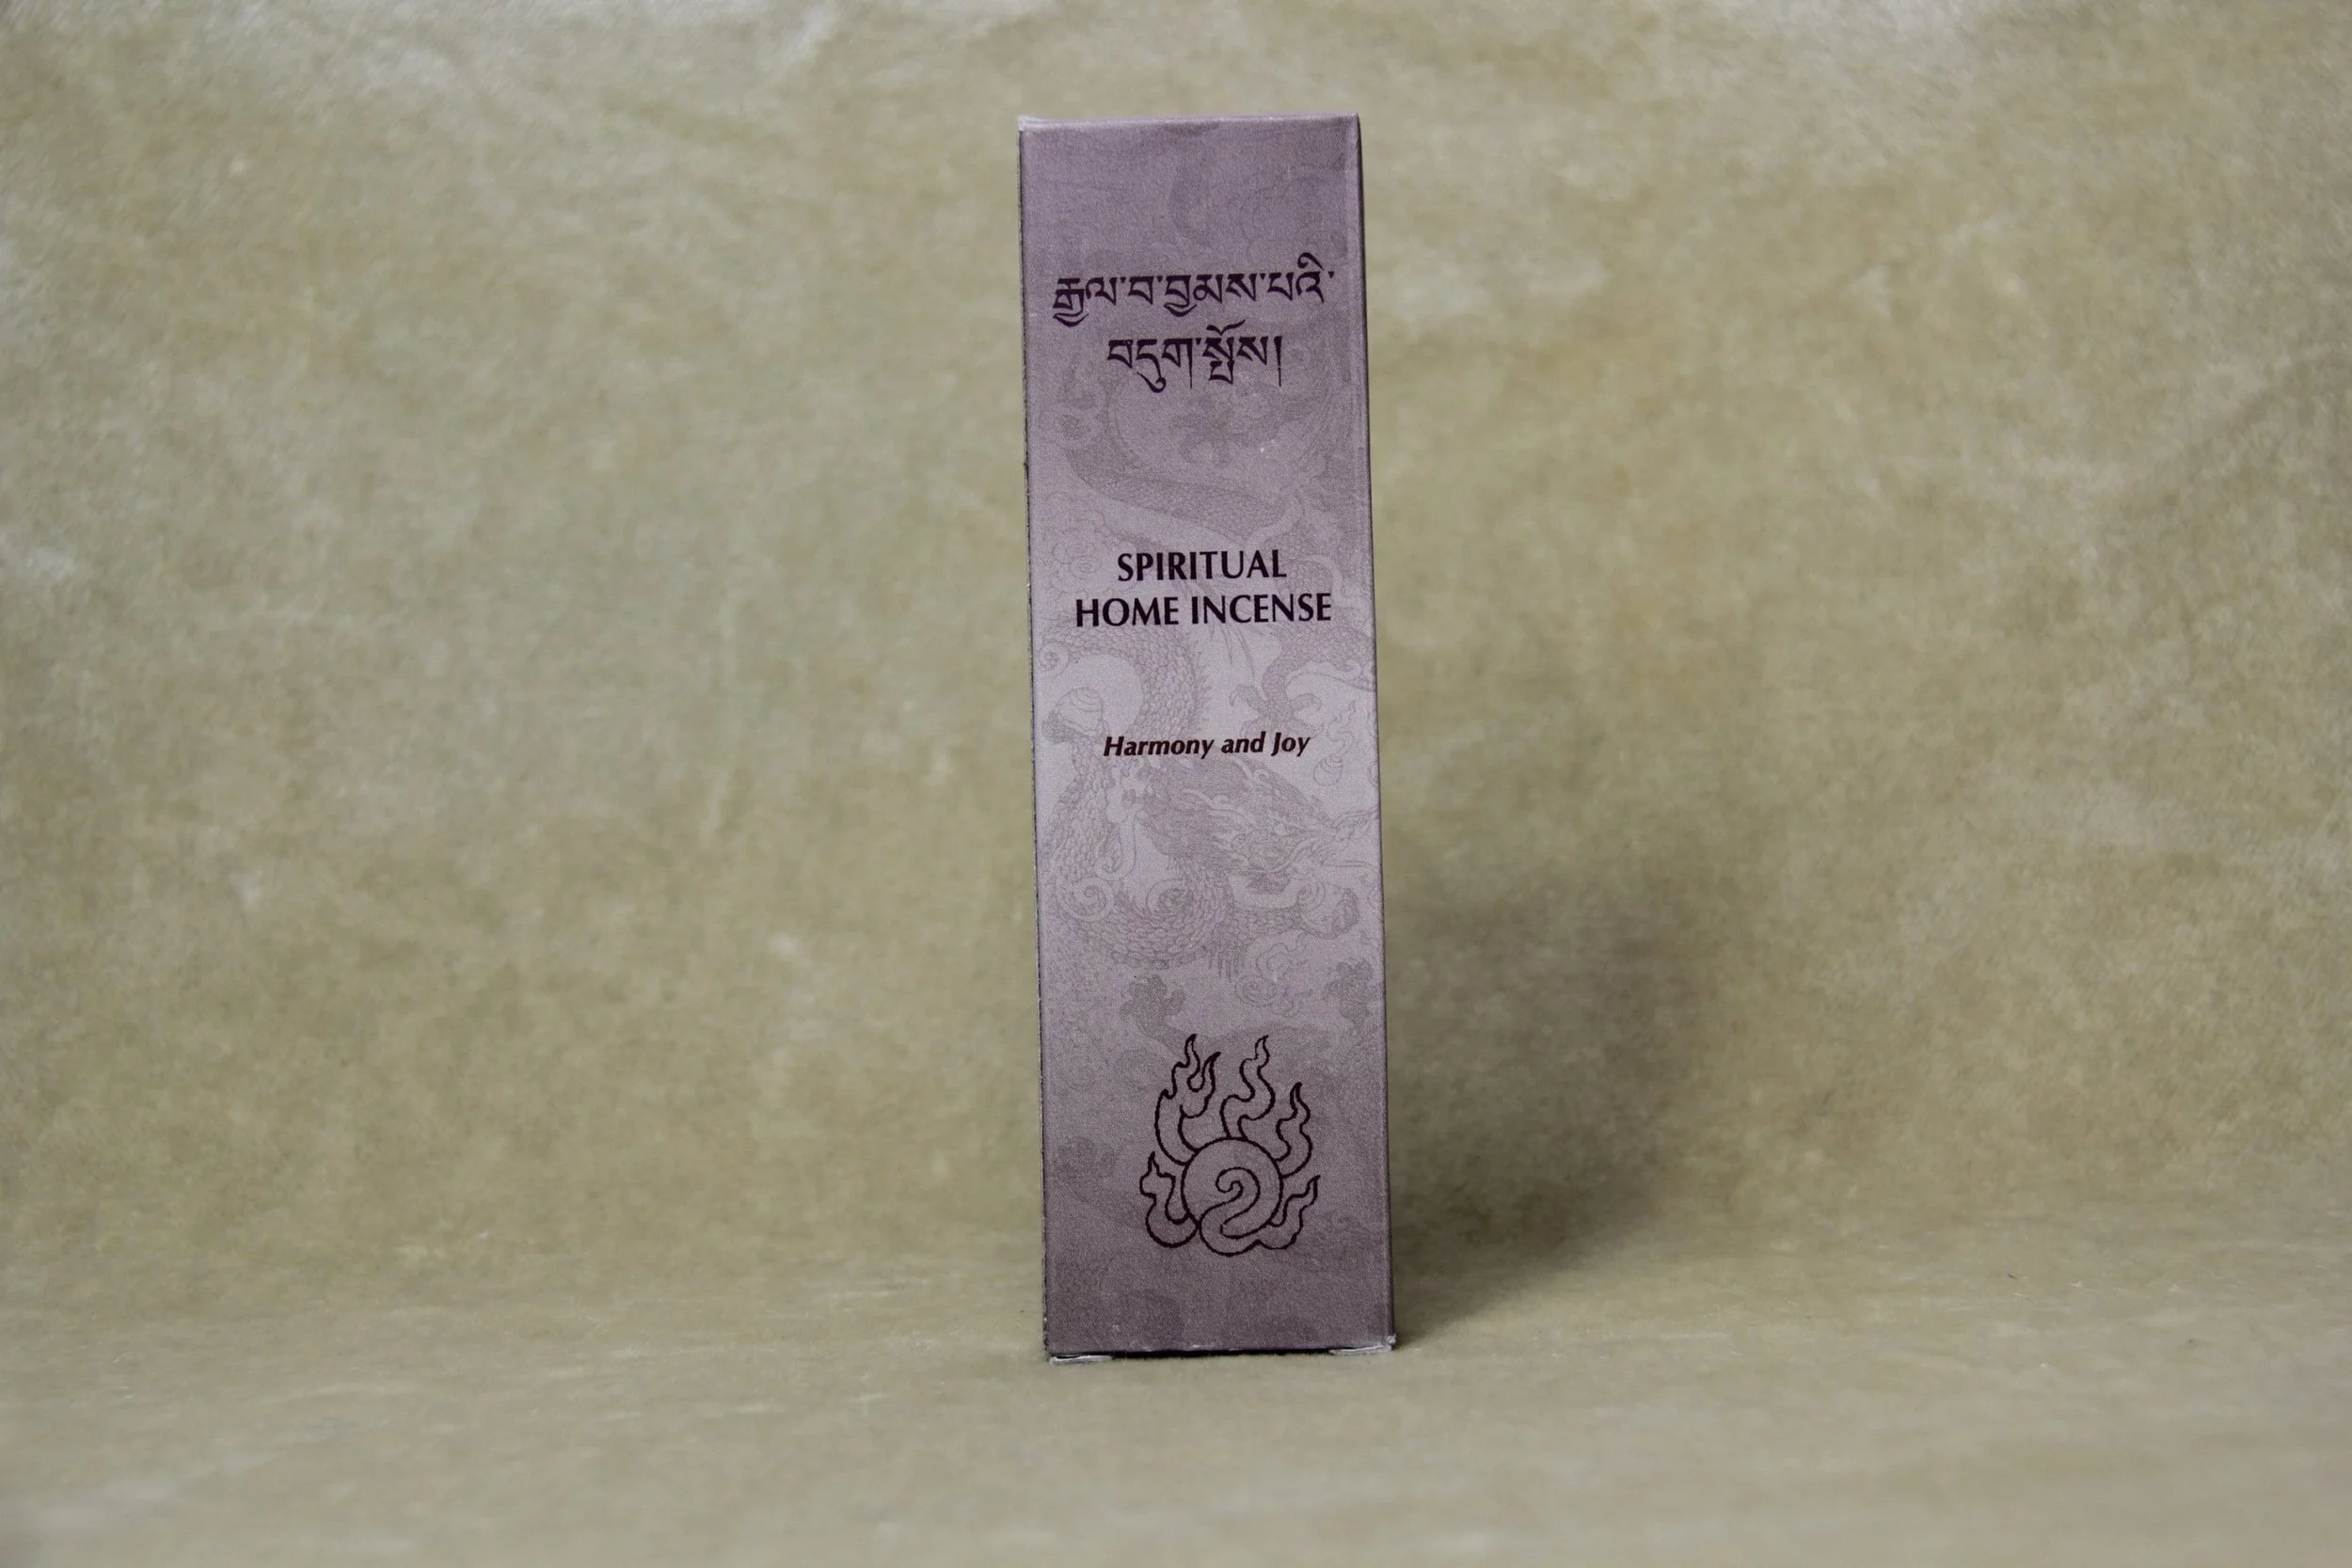 རྒྱལ་བ་བྱམས་པའི་
བདུག་སྤོས།
SPIRITUAL
HOME INCENSE
Harmony and Joy